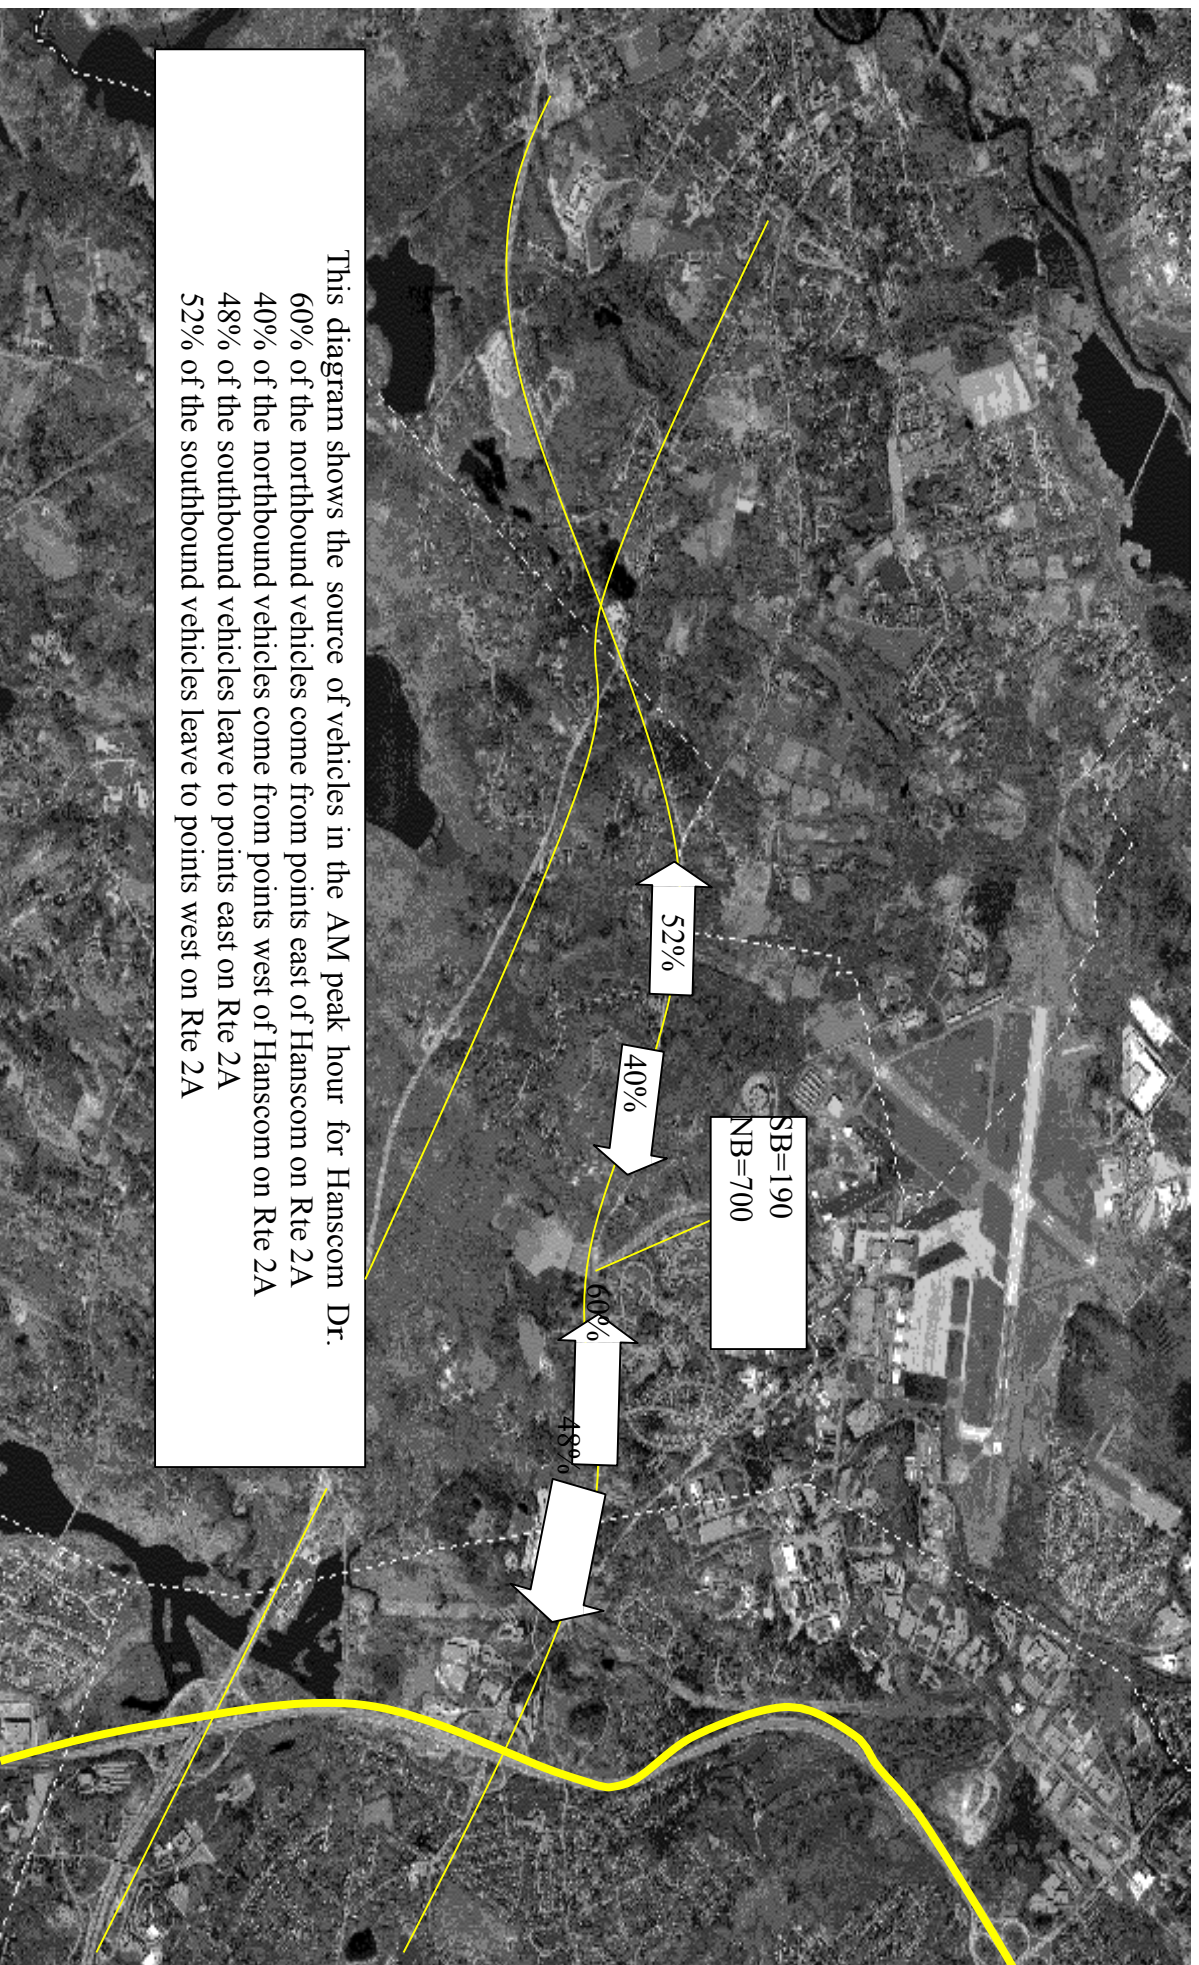 This diagram shows the source of vehicles in the AM peak hour for Hanscom Dr.
60% of the northbound vehicles come from points east of Hanscom on Rte 2A
40% of the northbound vehicles come from points west of Hanscom on Rte 2A
48% of the southbound vehicles leave to points east on Rte 2A
52% of the southbound vehicles leave to points west on Rte 2A
SB=190
NB=700
52%
40%
60%
48%